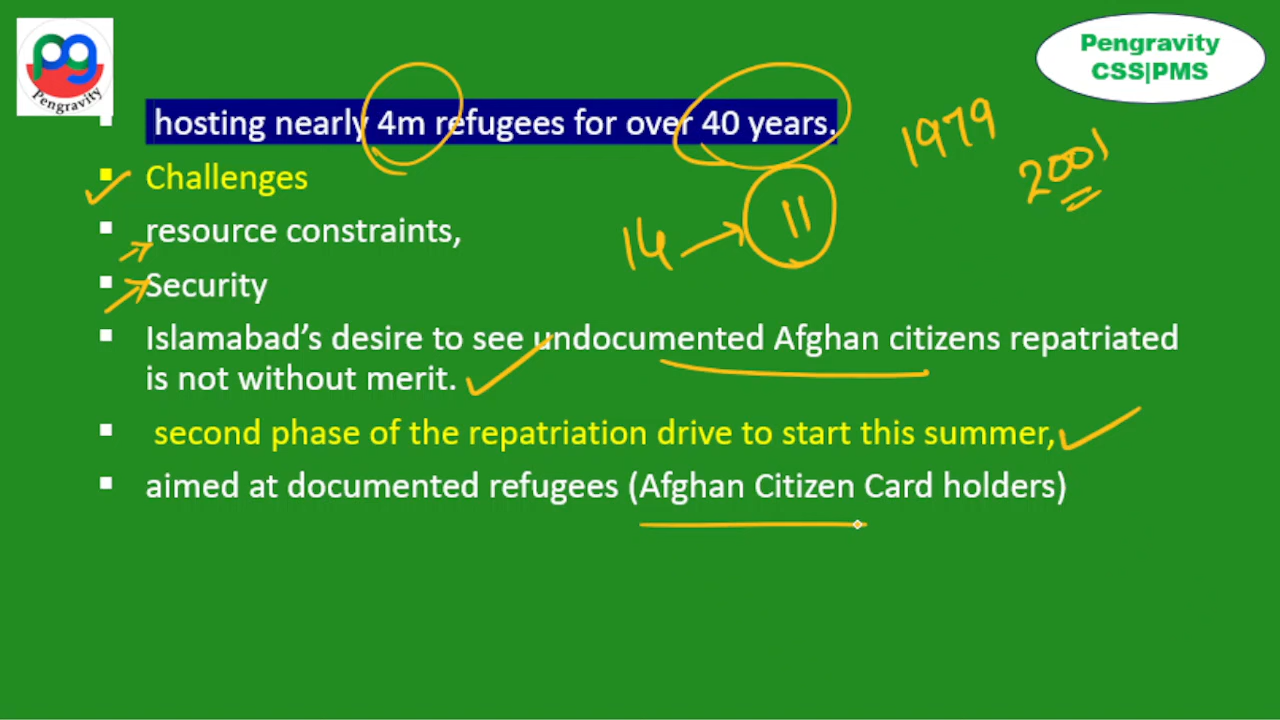 pg
Pengravity
Pengravity
CSS|PMS
hosting nearly 4m refugees for over 40 years.
1979
2001
Challenges
14 → 11
resource constraints,
Security
Islamabad's desire to see undocumented Afghan citizens repatriated
is not without merit.
second phase of the repatriation drive to start this summer,
aimed at documented refugees (Afghan Citizen Card holders)